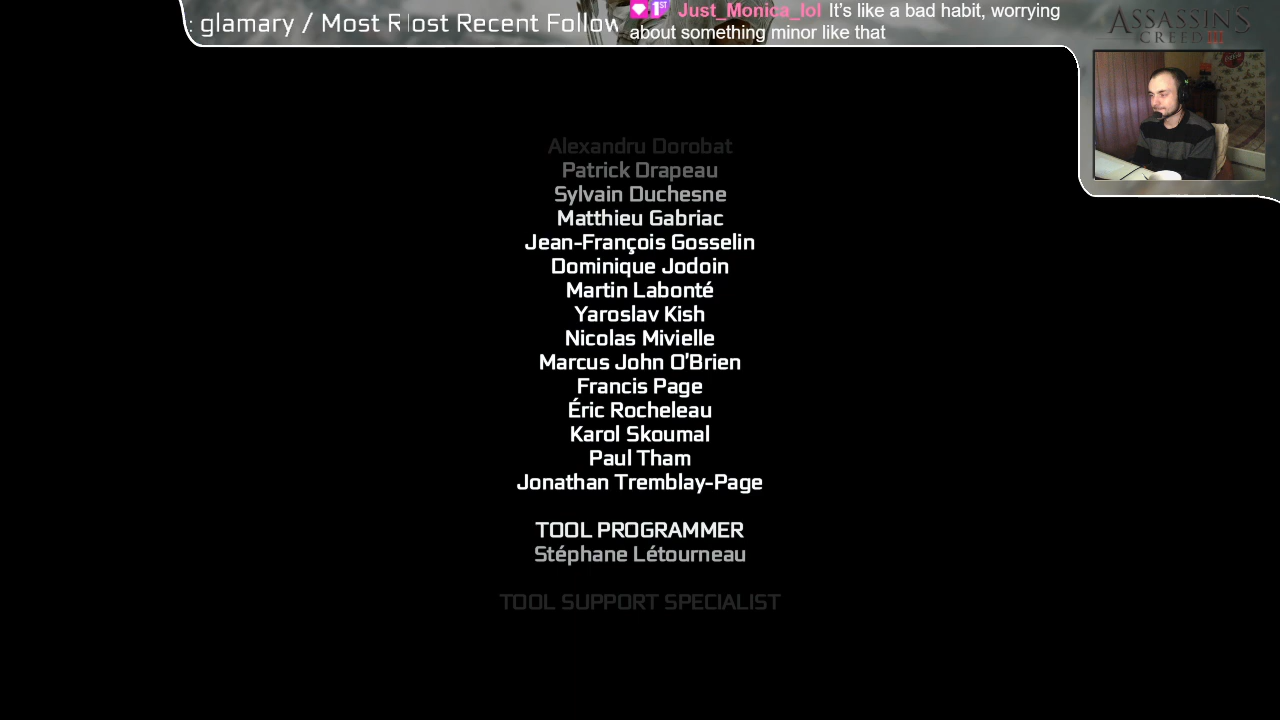 : glamary / Most R
lost Recent Follow
1ST Just_Monica_lol It's like a bad habit, worrying
about something minor like that
ASSASSIN'S
CREED III
Alexandru Dorobat
Patrick Drapeau
Sylvain Duchesne
Matthieu Gabriac
Jean-François Gosselin
Dominique Jodoin
Martin Labonté
Yaroslav Kish
Nicolas Mivielle
Marcus John O'Brien
Francis Page
Éric Rocheleau
Karol Skoumal
Paul Tham
Jonathan Tremblay-Page
TOOL PROGRAMMER
Stéphane Létourneau
TOOL SUPPORT SPECIALIST